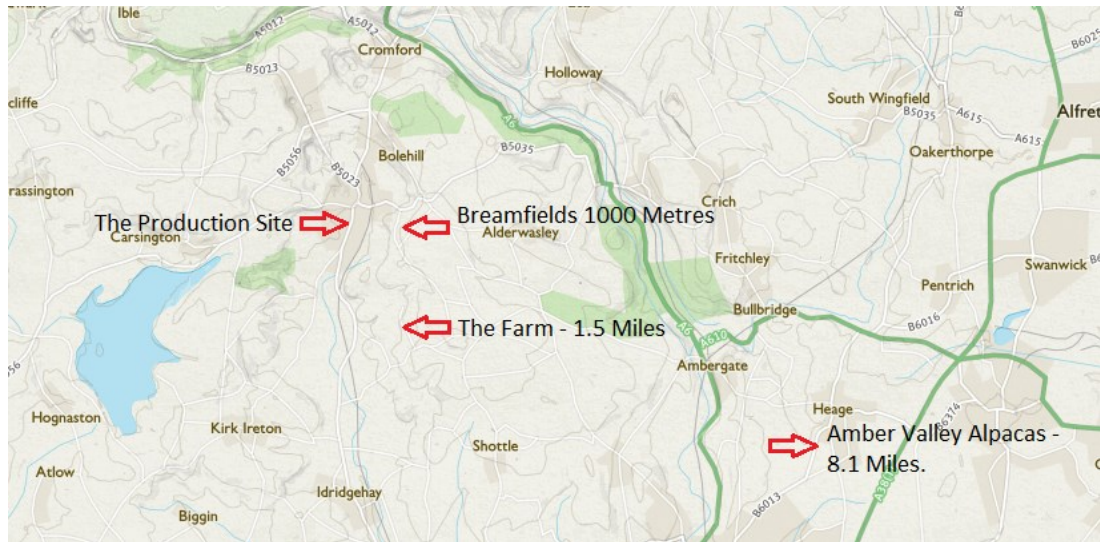 Ible
A5012
A5012
Cromford
B5023
Holloway
B6025
cliffe
South Wingfield
B5035
A615
A615
Alfret
A6
B5035
B5056
Bolehill
B5023
Oakerthorpe
rassington
Crich
The Production Site
Breamfields 1000 Metres
Carsington
Alderwasley
Fritchley
Swanwick
Pentrich
Bullbridge
The Farm - 1.5 Miles
B6016
A6
A610
Ambergate
Hognaston
Kirk Ireton
Heage
B6374
Shottle
Amber Valley Alpacas -
8.1 Miles.
Atlow
Idridgehay
Biggin
B6013